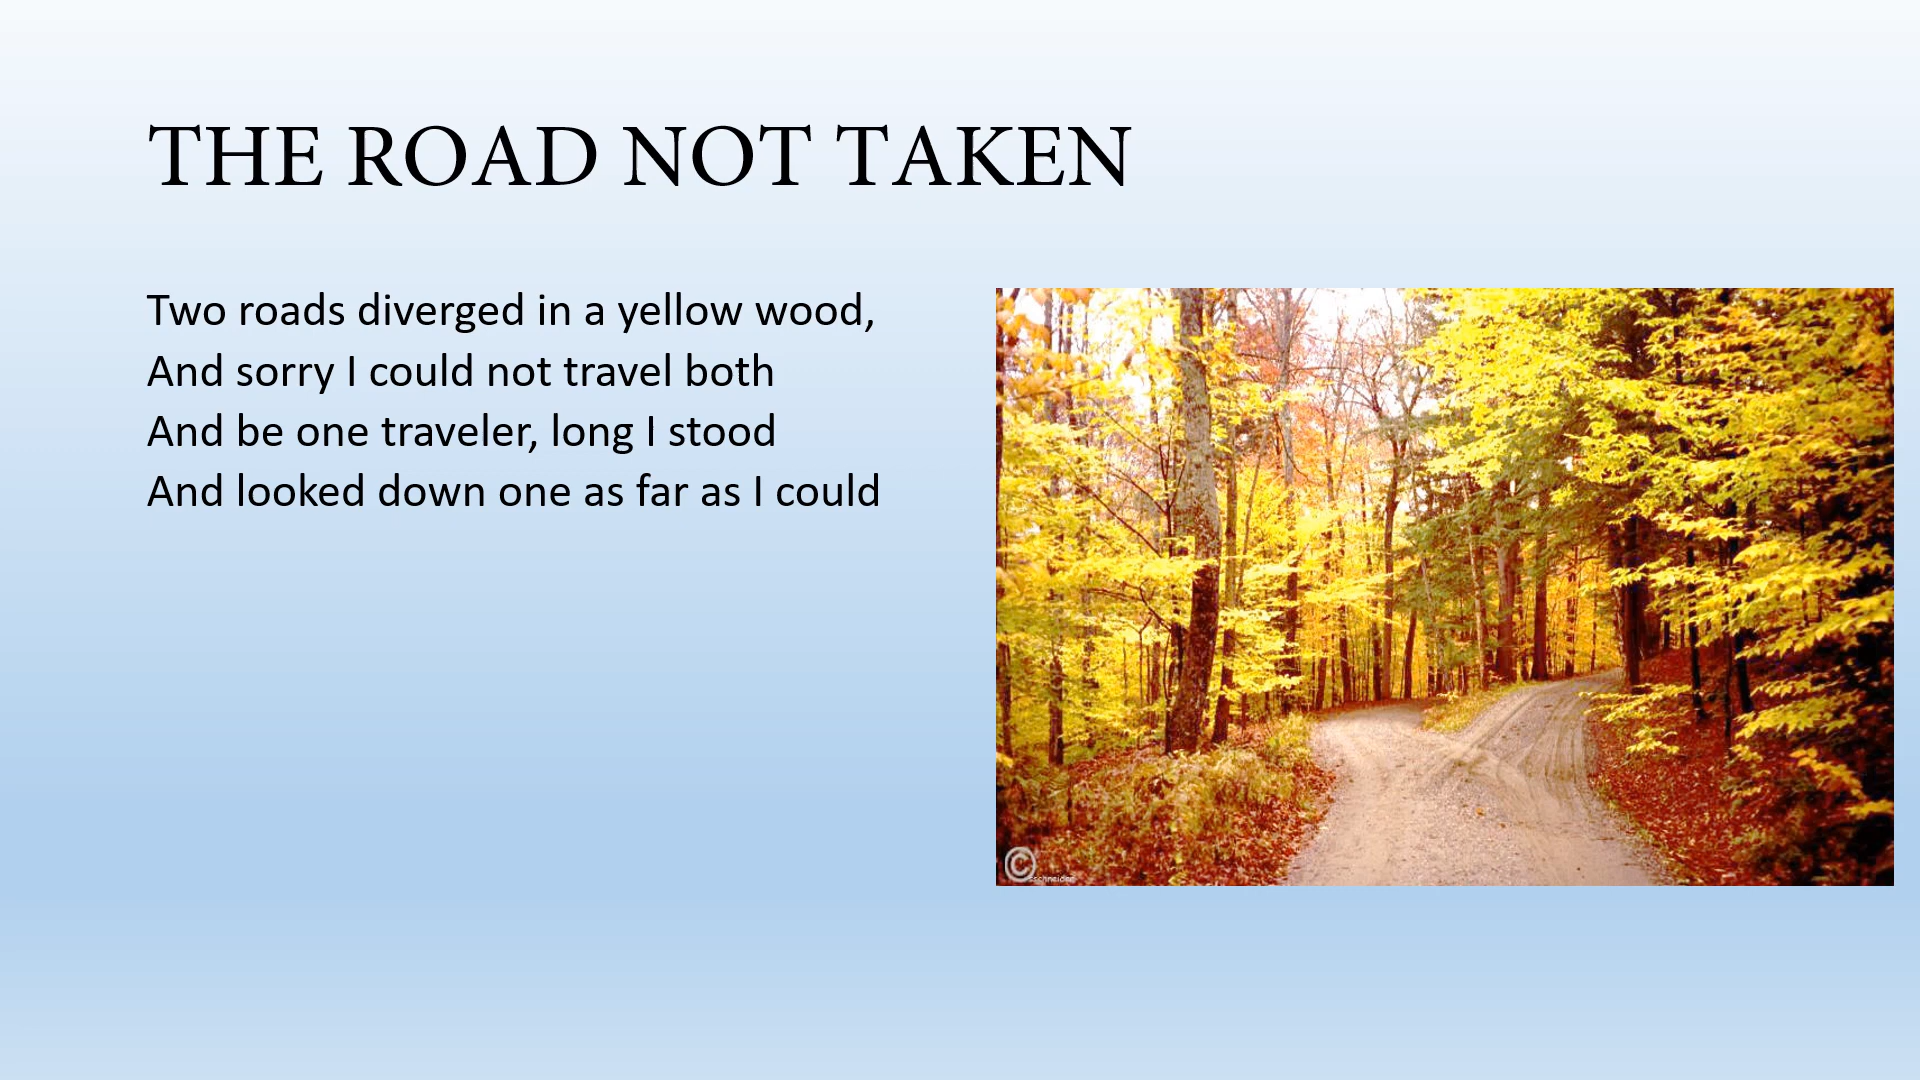 THE ROAD NOT TAKEN
Two roads diverged in a yellow wood,
And sorry I could not travel both
And be one traveler, long I stood
And looked down one as far as I could
© sschneider